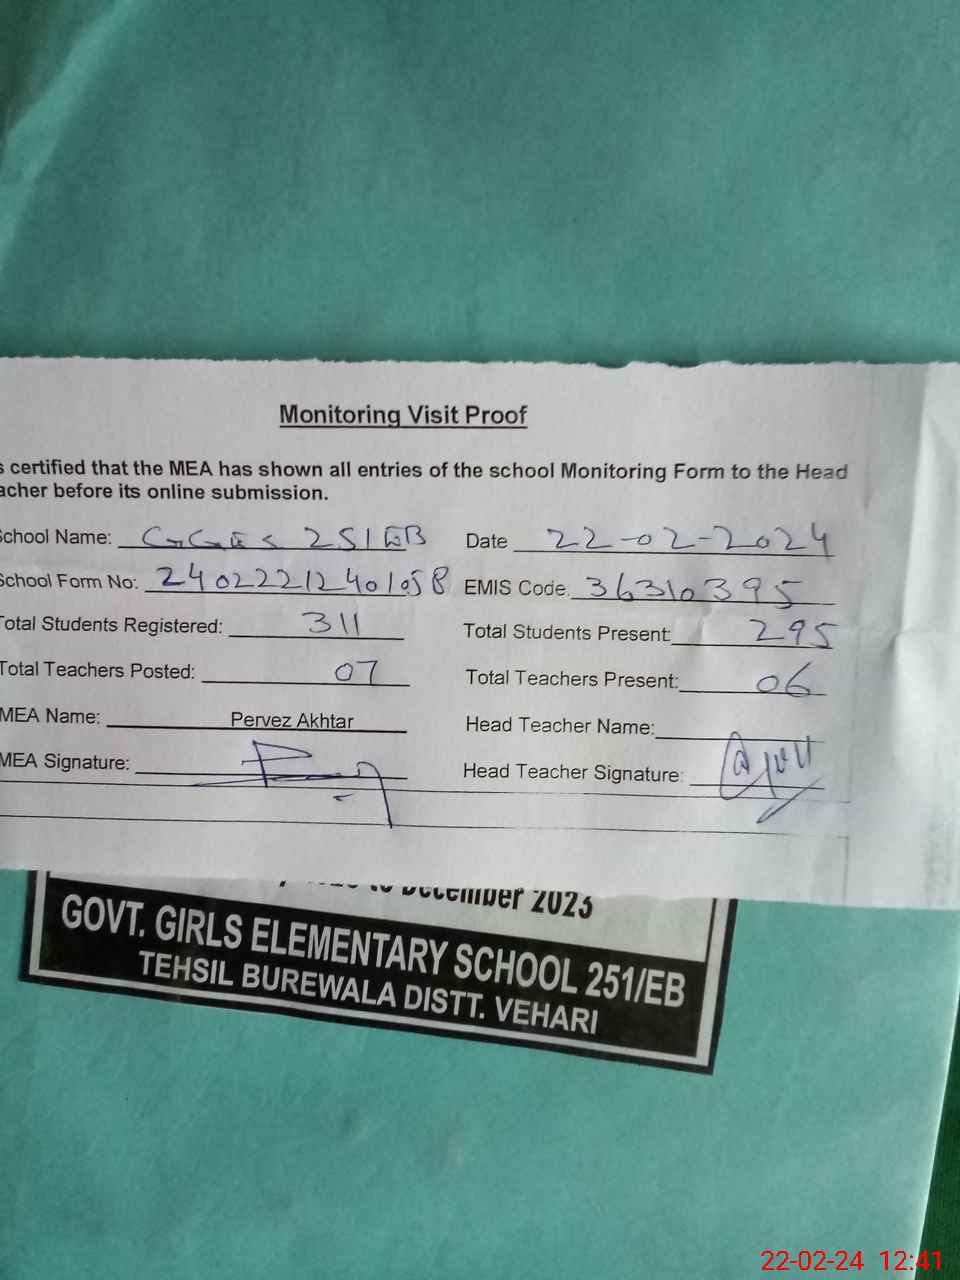 Monitoring Visit Proof
s certified that the MEA has shown all entries of the school Monitoring Form to the Head
acher before its online submission.
School Name: GGES 251EB Date 22-02-2024
School Form No: 24022212401058 EMIS Code. 36310395
Total Students Registered: 311 Total Students Present: 295
Total Teachers Posted: 07 Total Teachers Present: 06
MEA Name: Pervez Akhtar Head Teacher Name:
MEA Signature: Head Teacher Signature:
to December 2023
GOVT. GIRLS ELEMENTARY SCHOOL 251/EB
TEHSIL BUREWALA DISTT. VEHARI
22-02-24 12:41